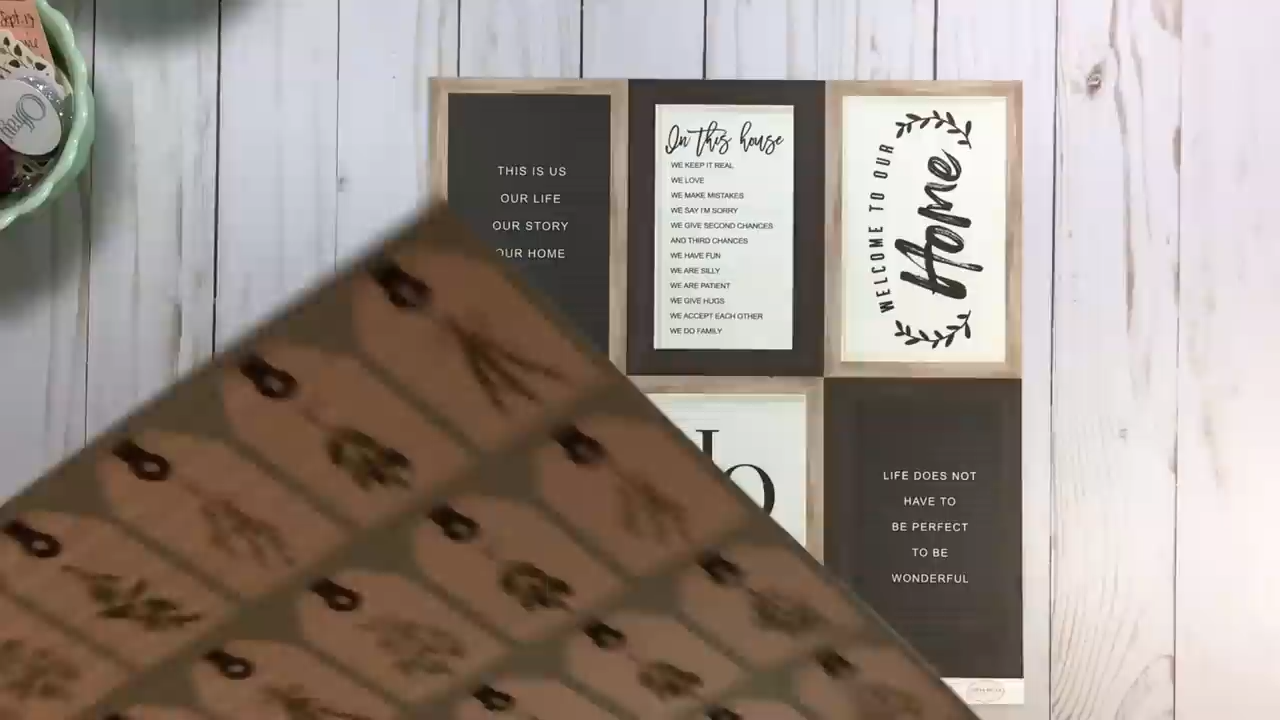 Sept. 19
THIS IS US
OUR LIFE
OUR STORY
OUR HOME
In this house
WE KEEP IT REAL
WE LOVE
WE MAKE MISTAKES
WE SAY I'M SORRY
WE GIVE SECOND CHANCES
AND THIRD CHANCES
WE HAVE FUN
WE ARE SILLY
WE ARE PATIENT
WE GIVE HUGS
WE ACCEPT EACH OTHER
WE DO FAMILY
WELCOME TO OUR
Home
LIFE DOES NOT
HAVE TO
BE PERFECT
TO BE
WONDERFUL